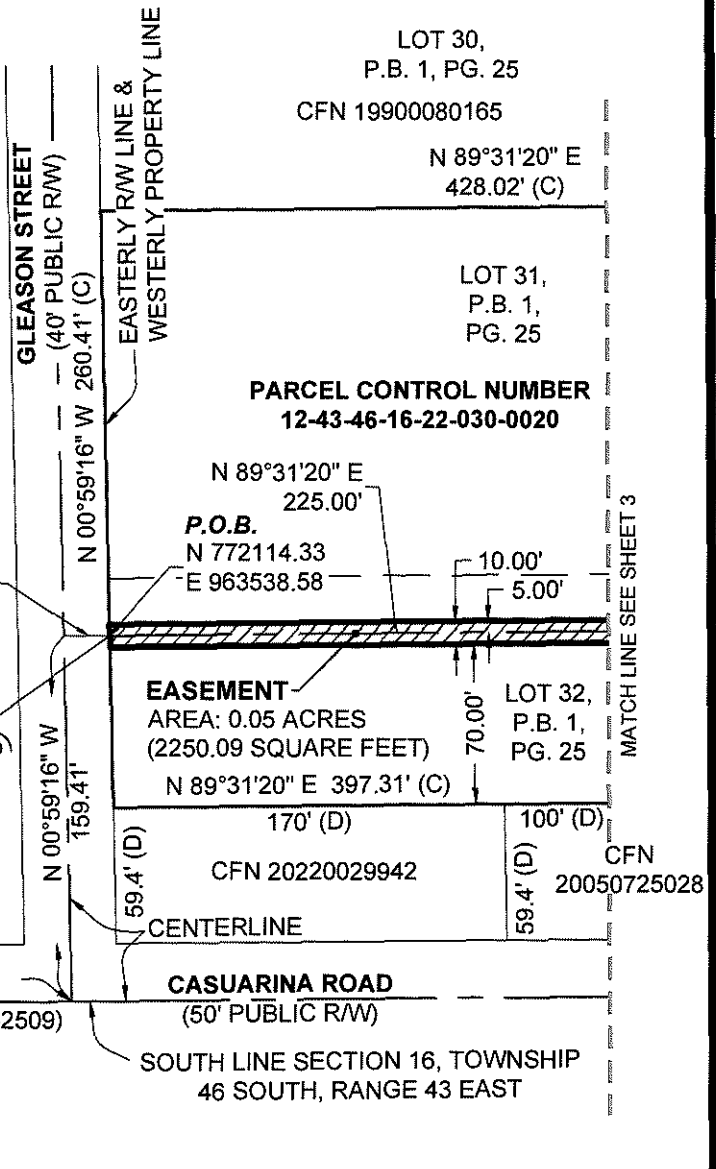 LOT 30,
P.B. 1, PG. 25
CFN 19900080165
N 89°31'20" E
428.02' (C)
GLEASON STREET
(40' PUBLIC R/W)
N 00°59'16" W 260.41' (C)
EASTERLY R/W LINE &
WESTERLY PROPERTY LINE
LOT 31,
P.B. 1,
PG. 25
PARCEL CONTROL NUMBER
12-43-46-16-22-030-0020
N 89°31'20" E
225.00'
P.O.B.
N 772114.33
E 963538.58
10.00'
5.00'
MATCH LINE SEE SHEET 3
EASEMENT
AREA: 0.05 ACRES
(2250.09 SQUARE FEET)
70.00'
LOT 32,
P.B. 1,
PG. 25
N 00°59'16" W
159.41'
N 89°31'20" E 397.31' (C)
170' (D)
100' (D)
59.4' (D)
CFN 20220029942
59.4' (D)
CFN
20050725028
CENTERLINE
CASUARINA ROAD
(50' PUBLIC R/W)
2509)
SOUTH LINE SECTION 16, TOWNSHIP
46 SOUTH, RANGE 43 EAST